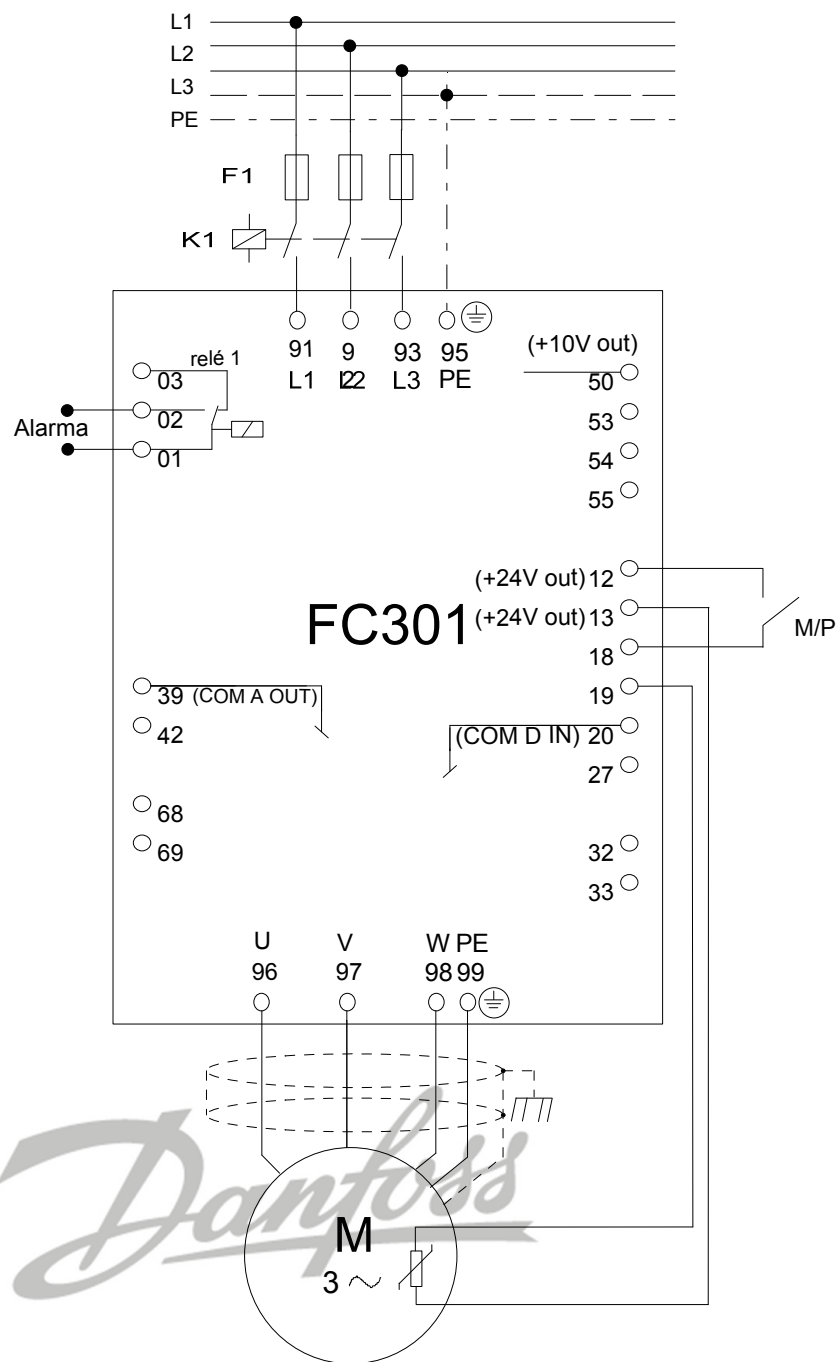 L1
L2
L3
PE
F1
K1
91 9 93 95
L1 L2 2 L3 PE
relé 1
03
02
01
Alarma
(+10V out)
50
53
54
55
(+24V out) 12
(+24V out) 13
18
19
(COM D IN) 20
27
32
33
M/P
FC301
39 (COM A OUT)
42
68
69
U V W PE
96 97 98 99
Danfoss
M
3